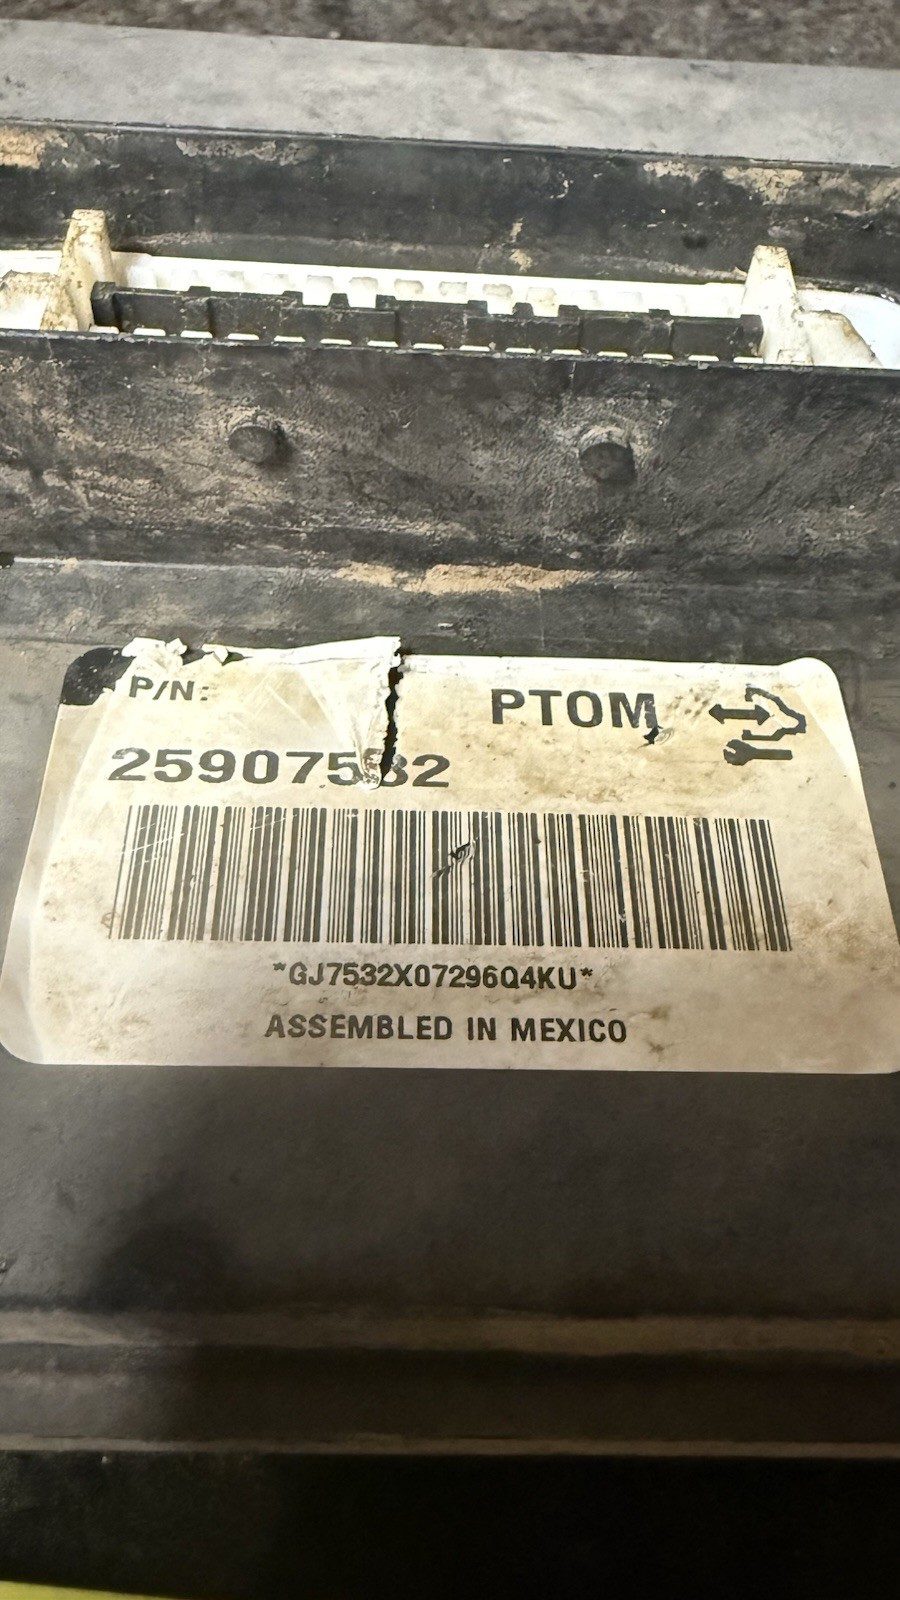 P/N:
PTOM
25907532
*GJ7532X07296Q4KU*
ASSEMBLED IN MEXICO